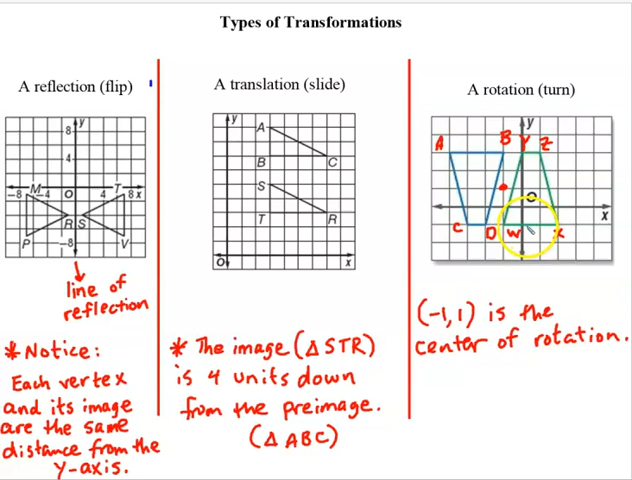 Types of Transformations
A reflection (flip)
y
8
4
-8 M -4 O 4 T 8 x
R S
P -8 V
line of
reflection
* Notice:
Each vertex
and its image
are the same
distance from the
y-axis.
A translation (slide)
y
A
B C
S
T R
O x
* The image (Δ STR)
is 4 units down
from the preimage.
(Δ ABC)
A rotation (turn)
y
A B Y Z
O
x
C D W X
(-1,1) is the
center of rotation.